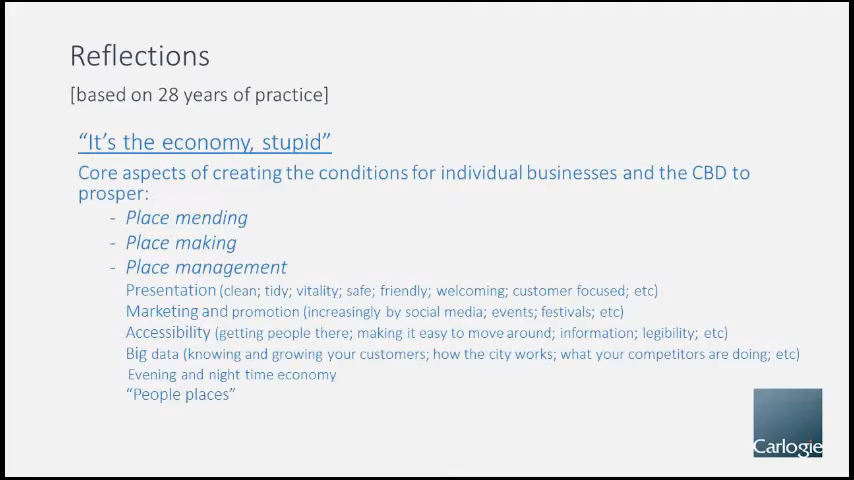 Reflections
[based on 28 years of practice]
“It’s the economy, stupid”
Core aspects of creating the conditions for individual businesses and the CBD to
prosper:
- Place mending
- Place making
- Place management
Presentation (clean; tidy; vitality; safe; friendly; welcoming; customer focused; etc)
Marketing and promotion (increasingly by social media; events; festivals; etc)
Accessibility (getting people there; making it easy to move around; information; legibility; etc)
Big data (knowing and growing your customers; how the city works; what your competitors are doing; etc)
Evening and night time economy
“People places”
Carlogie